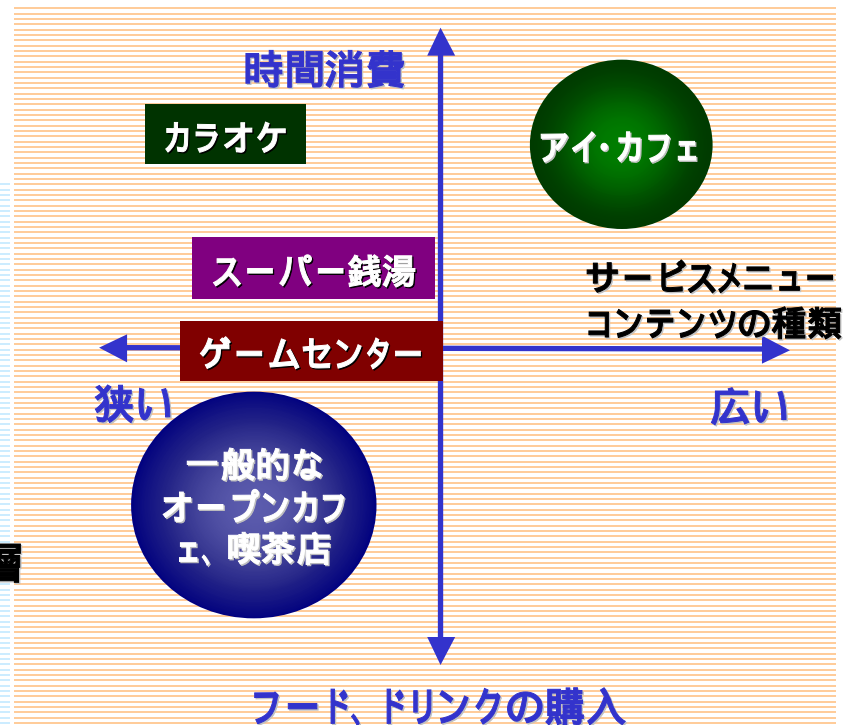 時間消費
カラオケ
アイ・カフェ
スーパー銭湯
サービスメニュー
コンテンツの種類
ゲームセンター
狭い
広い
一般的な
オープンカフ
ェ、喫茶店
層
フード、ドリンクの購入